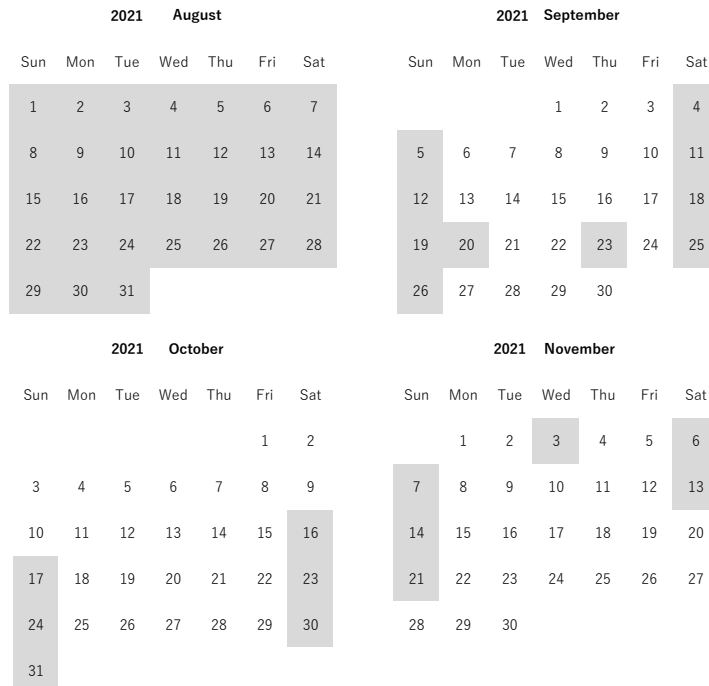 2021 August
Sun Mon Tue Wed Thu Fri Sat
1 2 3 4 5 6 7
8 9 10 11 12 13 14
15 16 17 18 19 20 21
22 23 24 25 26 27 28
29 30 31
2021 September
Sun Mon Tue Wed Thu Fri Sat
1 2 3 4
5 6 7 8 9 10 11
12 13 14 15 16 17 18
19 20 21 22 23 24 25
26 27 28 29 30
2021 October
Sun Mon Tue Wed Thu Fri Sat
1 2
3 4 5 6 7 8 9
10 11 12 13 14 15 16
17 18 19 20 21 22 23
24 25 26 27 28 29 30
31
2021 November
Sun Mon Tue Wed Thu Fri Sat
1 2 3 4 5 6
7 8 9 10 11 12 13
14 15 16 17 18 19 20
21 22 23 24 25 26 27
28 29 30